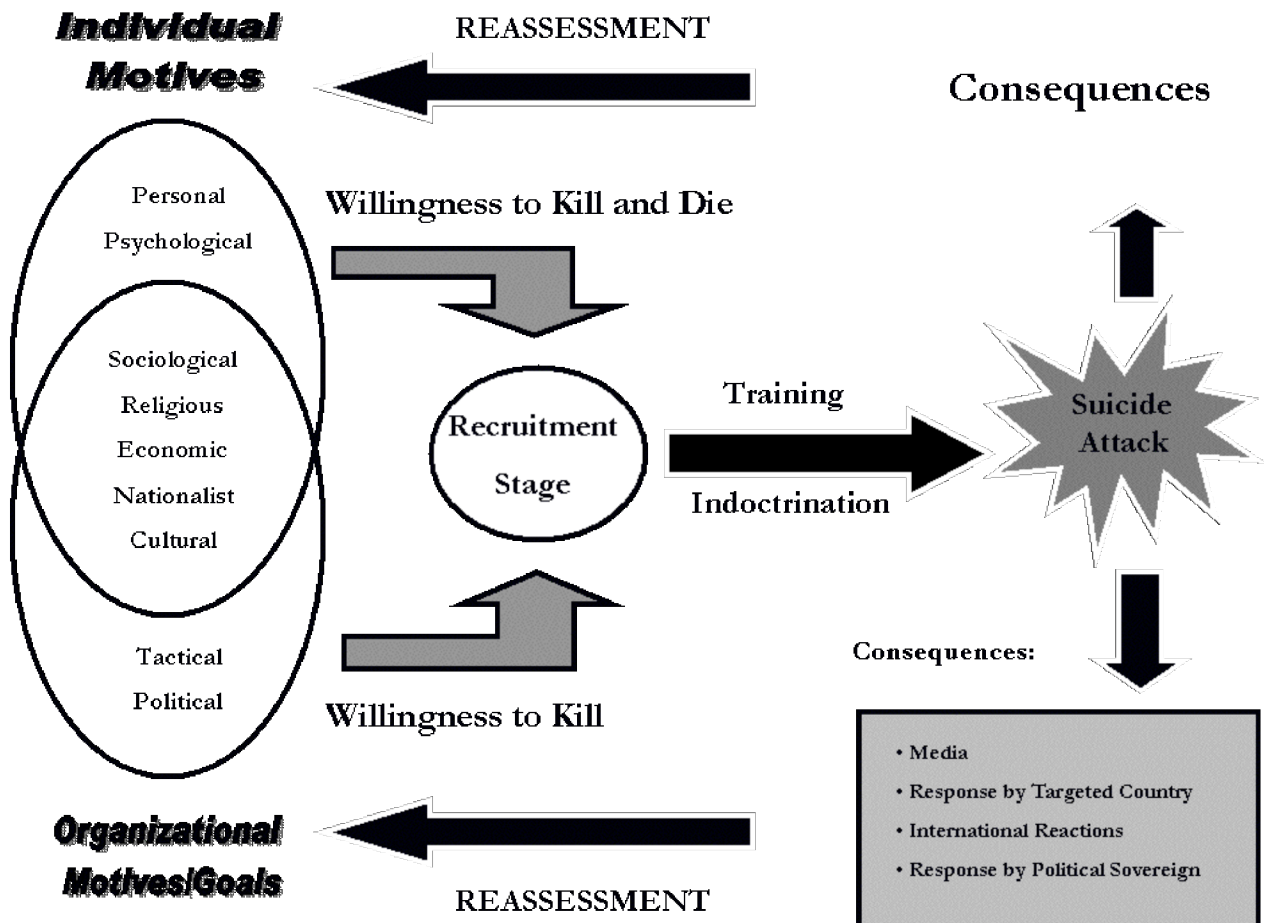 Individual
Motives
REASSESSMENT
Consequences
Personal
Psychological
Willingness to Kill and Die
Sociological
Religious
Economic
Nationalist
Cultural
Recruitment
Stage
Training
Indoctrination
Suicide
Attack
Tactical
Political
Willingness to Kill
Consequences:
• Media
• Response by Targeted Country
• International Reactions
• Response by Political Sovereign
Organizational
Motives/Goals
REASSESSMENT